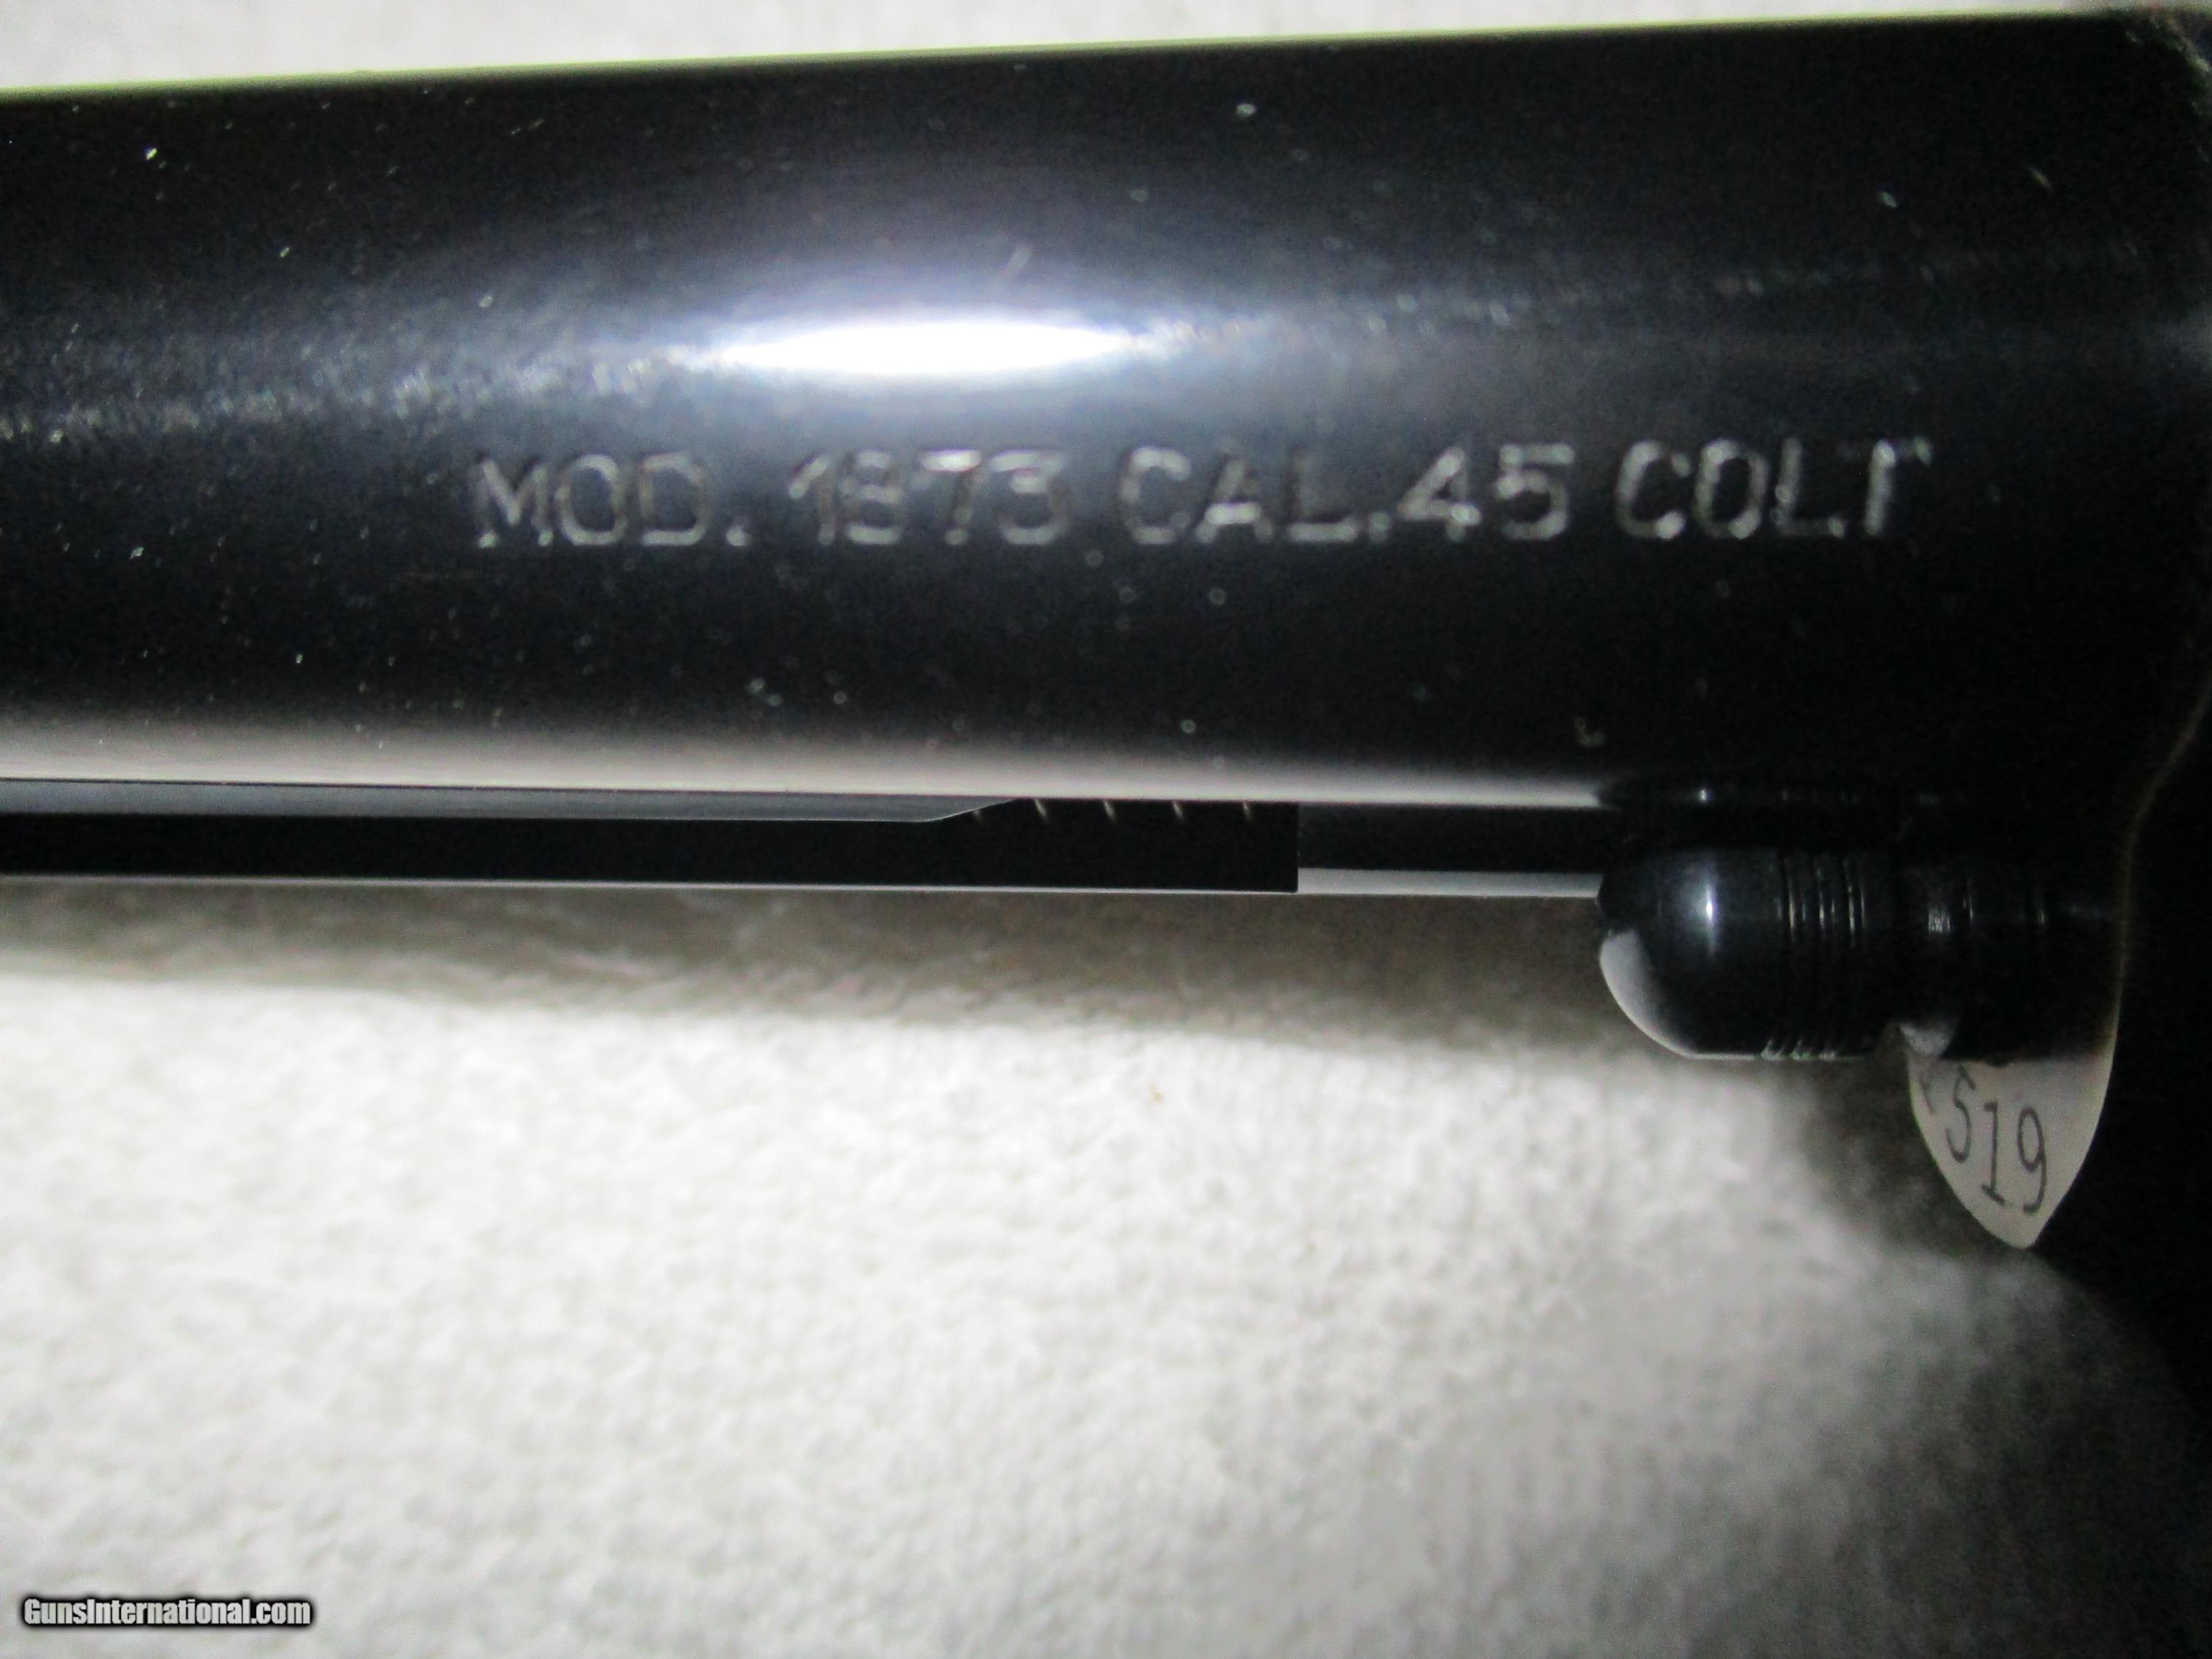 MOD. 1873 CAL.45 COLT
519
GunsInternational.com